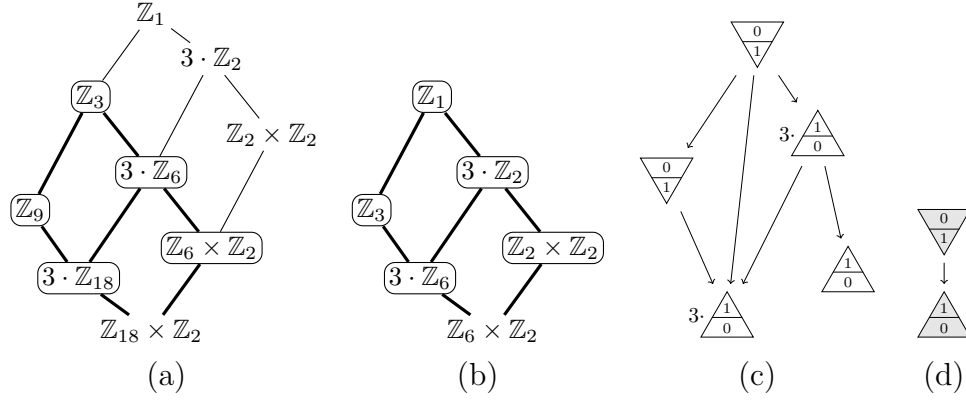 ℤ₁
3 · ℤ₂
ℤ₃
ℤ₂ × ℤ₂
3 · ℤ₆
ℤ₉
ℤ₆ × ℤ₂
3 · ℤ₁₈
ℤ₁₈ × ℤ₂
(a)
ℤ₁
3 · ℤ₂
ℤ₃
ℤ₂ × ℤ₂
3 · ℤ₆
ℤ₆ × ℤ₂
(b)
0
1
3· 1
0
0
1
1
0
3· 1
0
(c)
0
1
1
0
(d)